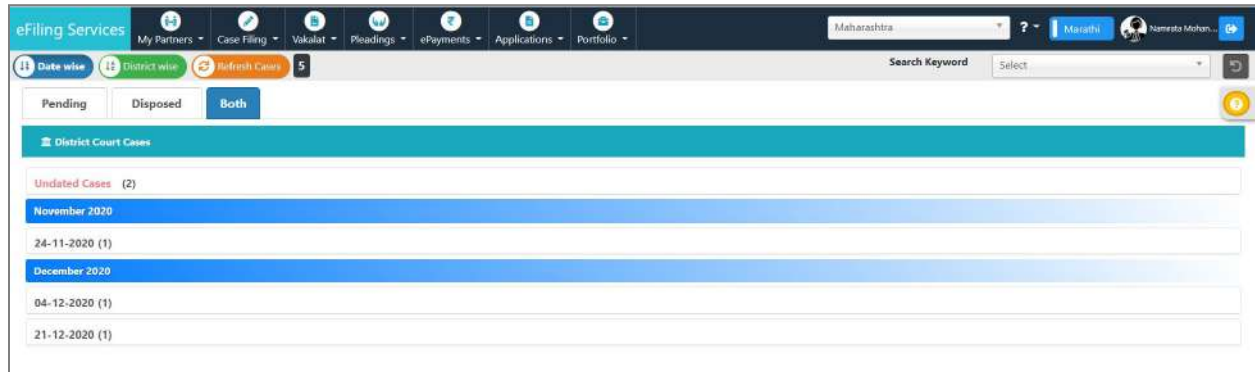 eFiling Services My Partners Case Filing Vakalat Pleadings ePayments Applications Portfolio Maharashtra ? Marathi Namrata Mohan...
Date wise District wise Refresh Cases 5 Search Keyword Select
Pending Disposed Both
District Court Cases
Undated Cases (2)
November 2020
24-11-2020 (1)
December 2020
04-12-2020 (1)
21-12-2020 (1)